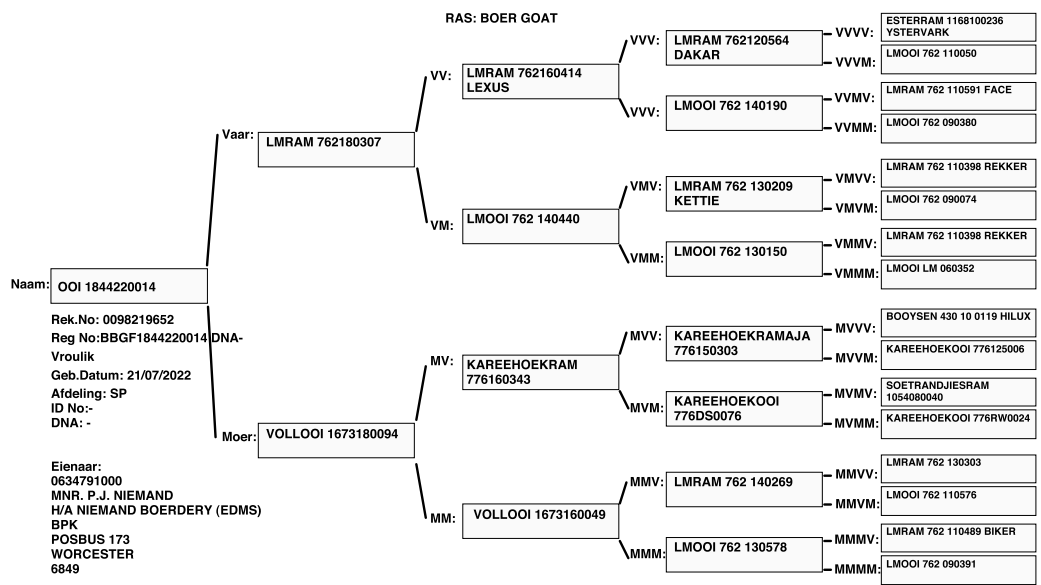 RAS: BOER GOAT
Naam: OOI 1844220014
Rek.No: 0098219652
Reg No:BBGF1844220014 DNA-
Vroulik
Geb.Datum: 21/07/2022
Afdeling: SP
ID No:-
DNA: -
Eienaar:
0634791000
MNR. P.J. NIEMAND
H/A NIEMAND BOERDERY (EDMS)
BPK
POSBUS 173
WORCESTER
6849
Vaar: LMRAM 762180307
Moer: VOLLOOI 1673180094
VV: LMRAM 762160414
LEXUS
VM: LMOOI 762 140440
MV: KAREEHOEKRAM
776160343
MM: VOLLOOI 1673160049
VVV: LMRAM 762120564
DAKAR
VVV: LMOOI 762 140190
VMV: LMRAM 762 130209
KETTIE
VMM: LMOOI 762 130150
MVV: KAREEHOEKRAMAJA
776150303
MVM: KAREEHOEKOOI
776DS0076
MMV: LMRAM 762 140269
MMM: LMOOI 762 130578
VVVV: ESTERRAM 1168100236
YSTERVARK
VVVM: LMOOI 762 110050
VVMV: LMRAM 762 110591 FACE
VVMM: LMOOI 762 090380
VMVV: LMRAM 762 110398 REKKER
VMVM: LMOOI 762 090074
VMMV: LMRAM 762 110398 REKKER
VMMM: LMOOI LM 060352
MVVV: BOOYSEN 430 10 0119 HILUX
MVVM: KAREEHOEKOOI 776125006
MVMV: SOETRANDJIESRAM
1054080040
MVMM: KAREEHOEKOOI 776RW0024
MMVV: LMRAM 762 130303
MMVM: LMOOI 762 110576
MMMV: LMRAM 762 110489 BIKER
MMMM: LMOOI 762 090391